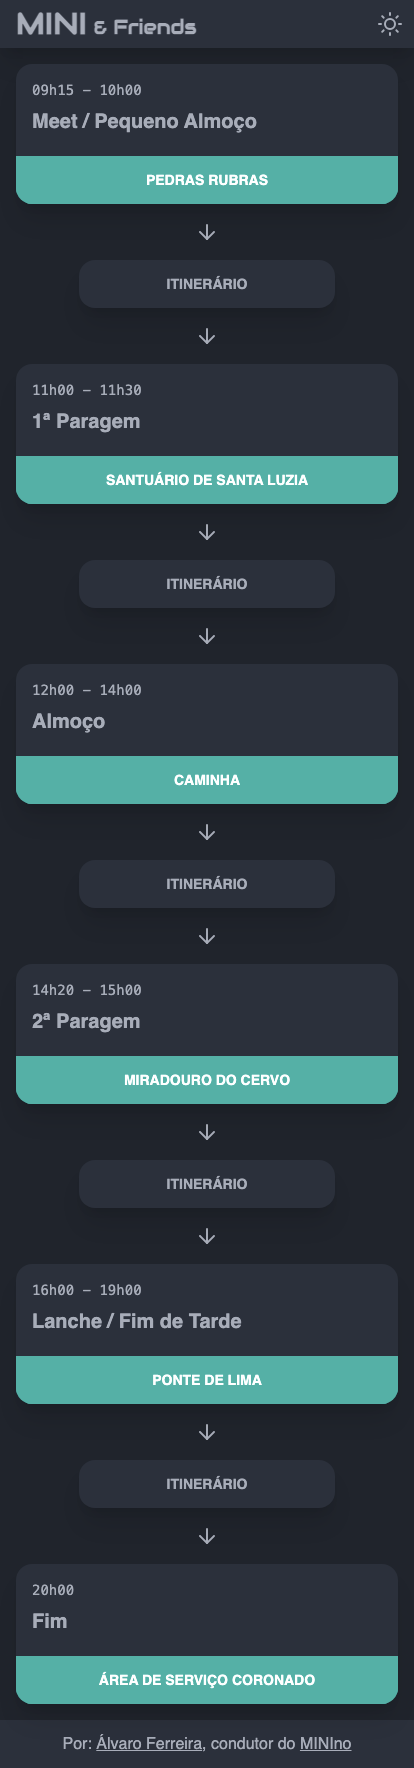 MINI & Friends
09h15 – 10h00
Meet / Pequeno Almoço
PEDRAS RUBRAS
ITINERÁRIO
11h00 – 11h30
1ª Paragem
SANTUÁRIO DE SANTA LUZIA
ITINERÁRIO
12h00 – 14h00
Almoço
CAMINHA
ITINERÁRIO
14h20 – 15h00
2ª Paragem
MIRADOURO DO CERVO
ITINERÁRIO
16h00 – 19h00
Lanche / Fim de Tarde
PONTE DE LIMA
ITINERÁRIO
20h00
Fim
ÁREA DE SERVIÇO CORONADO
Por: Álvaro Ferreira, condutor do MINIno